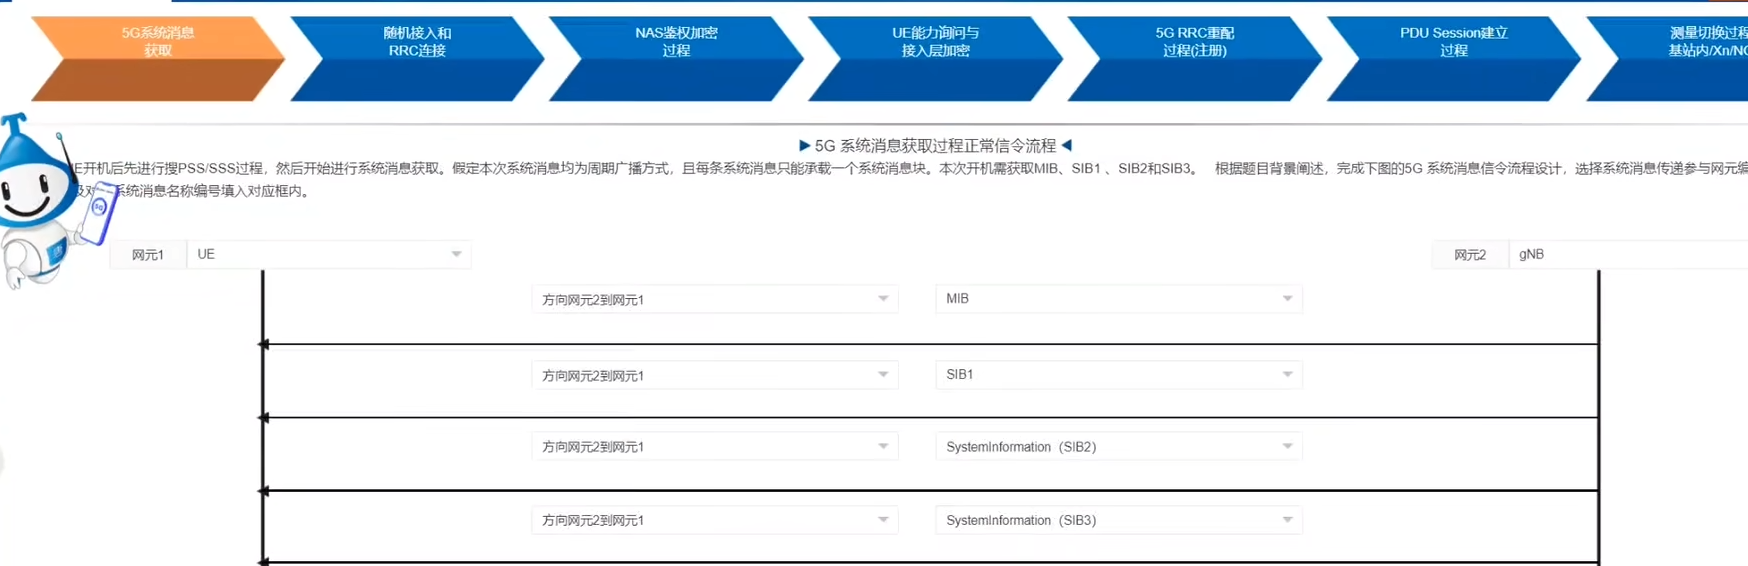 5G系统消息
获取
随机接入和
RRC连接
NAS鉴权加密
过程
UE能力询问与
接入层加密
5G RRC重配
过程(注册)
PDU Session建立
过程
测量切换过程
基站内/Xn/N
5G 系统消息获取过程正常信令流程
UE开机后先进行搜PSS/SSS过程，然后开始进行系统消息获取。假定本次系统消息均为周期广播方式，且每条系统消息只能承载一个系统消息块。本次开机需获取MIB、SIB1 、SIB2和SIB3。 根据题目背景阐述，完成下图的5G 系统消息信令流程设计，选择系统消息传递参与网元编
及对 系统消息名称编号填入对应框内。
5G
网元1 UE 网元2 gNB
方向网元2到网元1 MIB
方向网元2到网元1 SIB1
方向网元2到网元1 SystemInformation（SIB2）
方向网元2到网元1 SystemInformation（SIB3）